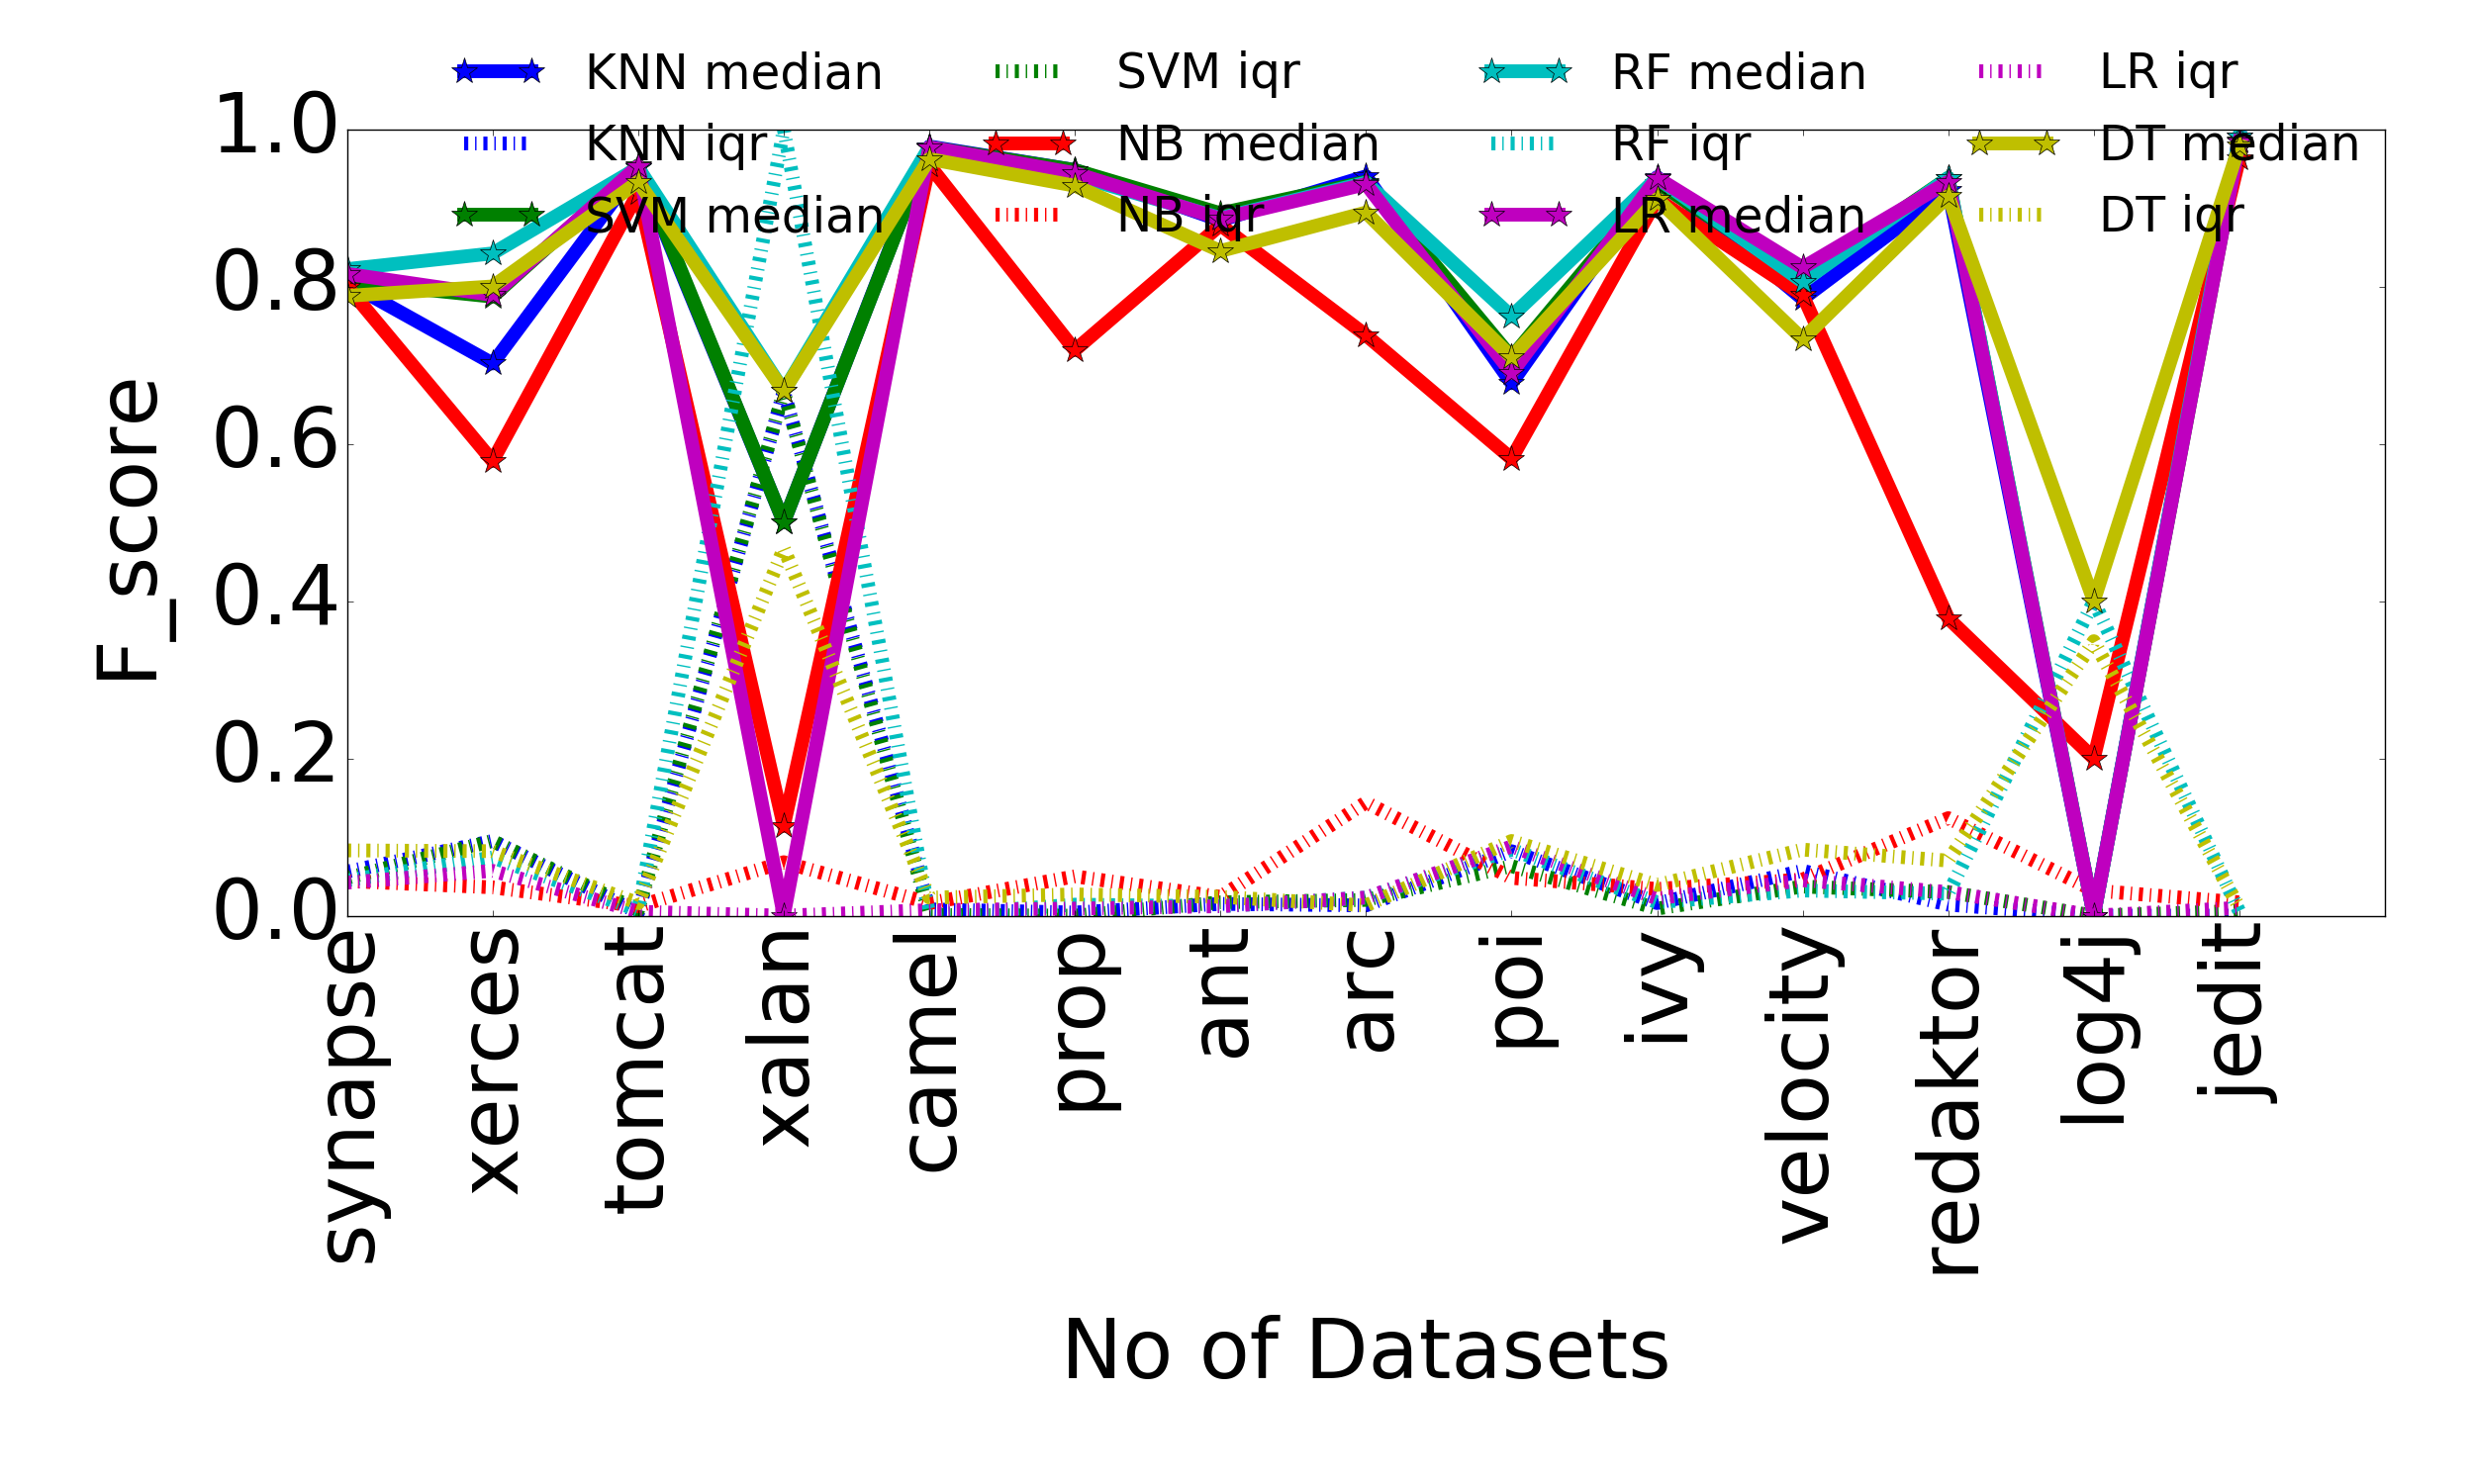 KNN median
SVM iqr
RF median
LR iqr
KNN iqr
NB median
RF iqr
DT median
SVM median
NB iqr
LR median
DT iqr
1.0
0.8
0.6
0.4
0.2
0.0
F_score
synapse
xerces
tomcat
xalan
camel
prop
ant
arc
poi
ivy
velocity
redaktor
log4j
jedit
No of Datasets